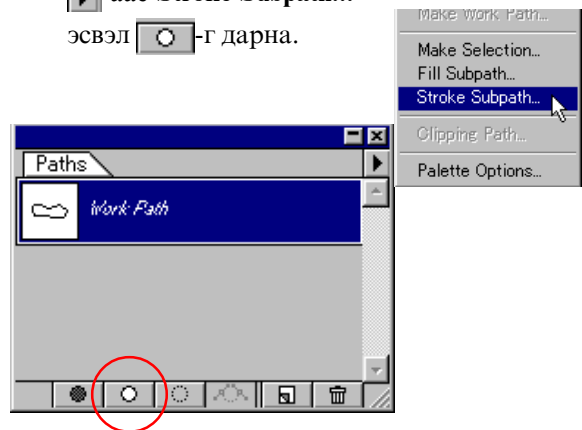 -аас Stroke Subpath...
эсвэл -г дарна.
Make Work Path...
Make Selection...
Fill Subpath...
Stroke Subpath...
Clipping Path...
Palette Options...
Paths
Work Path